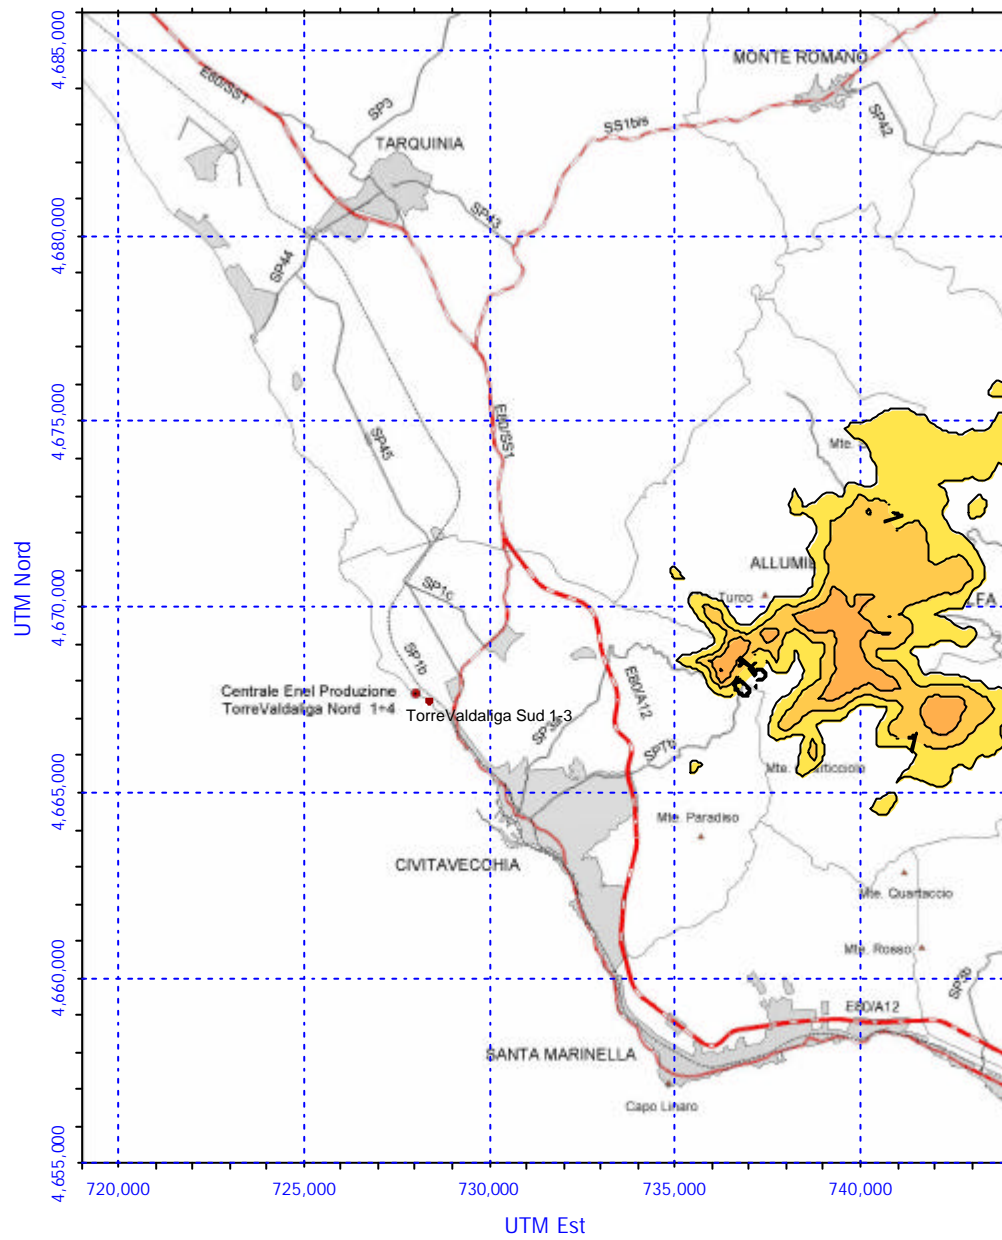 4,685,000
MONTE ROMANO
E80/SS1
SP3
SP42
SS1bis
TARQUINIA
SP43
4,680,000
SP44
4,675,000
E80/SS1
SP45
Mte.
1
UTM Nord
ALLUMI
4,670,000
SP1c
Turco
LFA
SP1b
0.5
E80/A12
Centrale Enel Produzione
TorreValdaliga Nord 1÷4
TorreValdaliga Sud 1-3
1
SP7b
Mte.
4,665,000
Mte. Paradiso
CIVITAVECCHIA
Mte. Quartaccio
Mte. Rosso
4,660,000
SP3b
E80/A12
SANTA MARINELLA
Capo Linaro
4,655,000
720,000
725,000
730,000
735,000
740,000
UTM Est